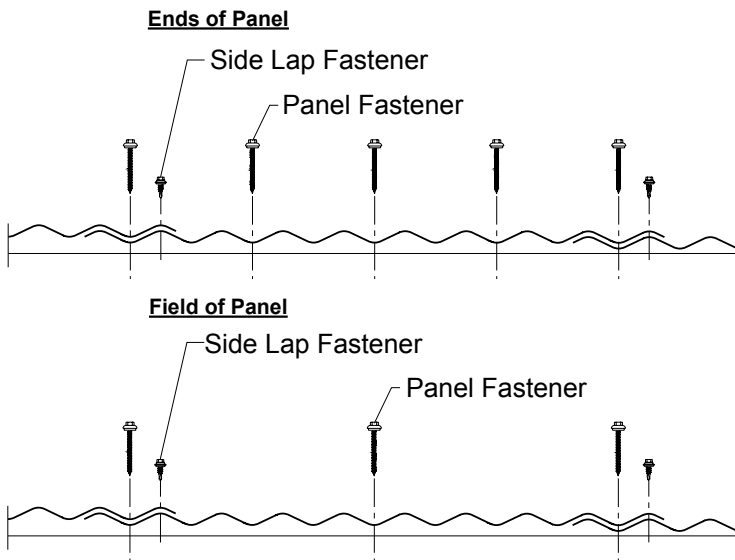 Ends of Panel
Side Lap Fastener
Panel Fastener
Field of Panel
Side Lap Fastener
Panel Fastener